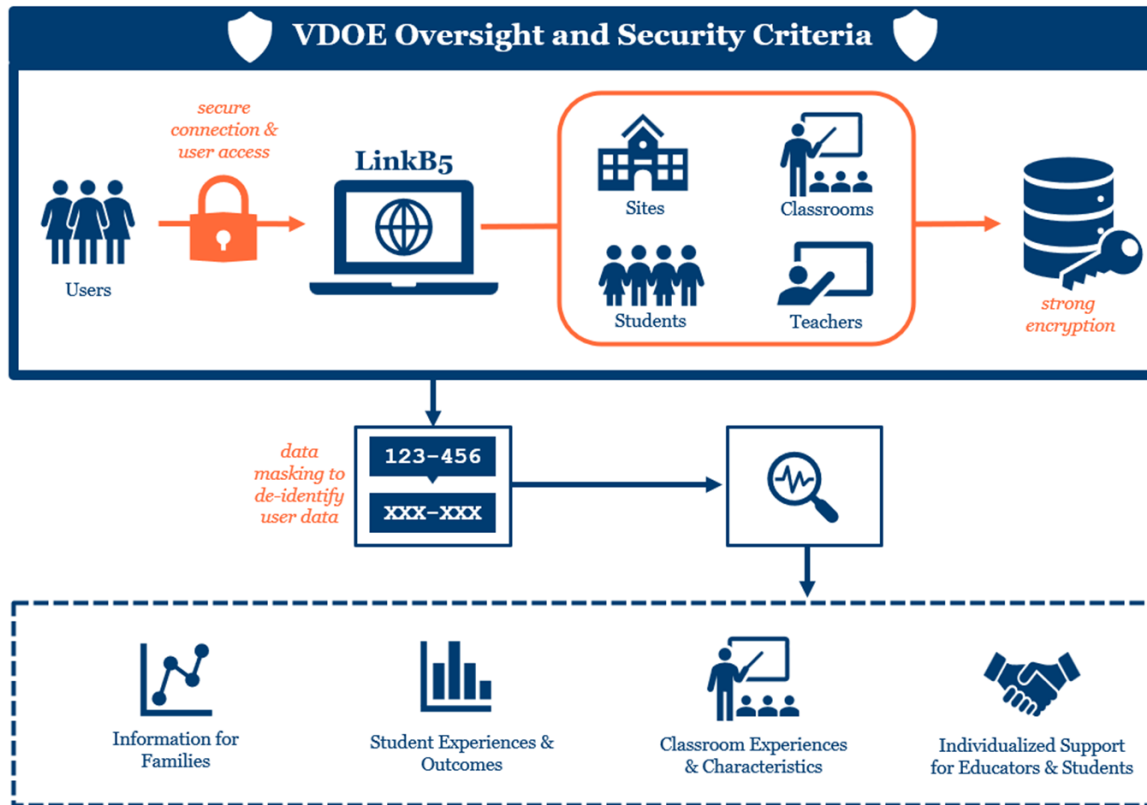 VDOE Oversight and Security Criteria
secure
connection &
user access
LinkB5
Users
Sites
Classrooms
Students
Teachers
strong
encryption
data
masking to
de-identify
user data
123-456
xxx-xxx
Information for
Families
Student Experiences &
Outcomes
Classroom Experiences
& Characteristics
Individualized Support
for Educators & Students